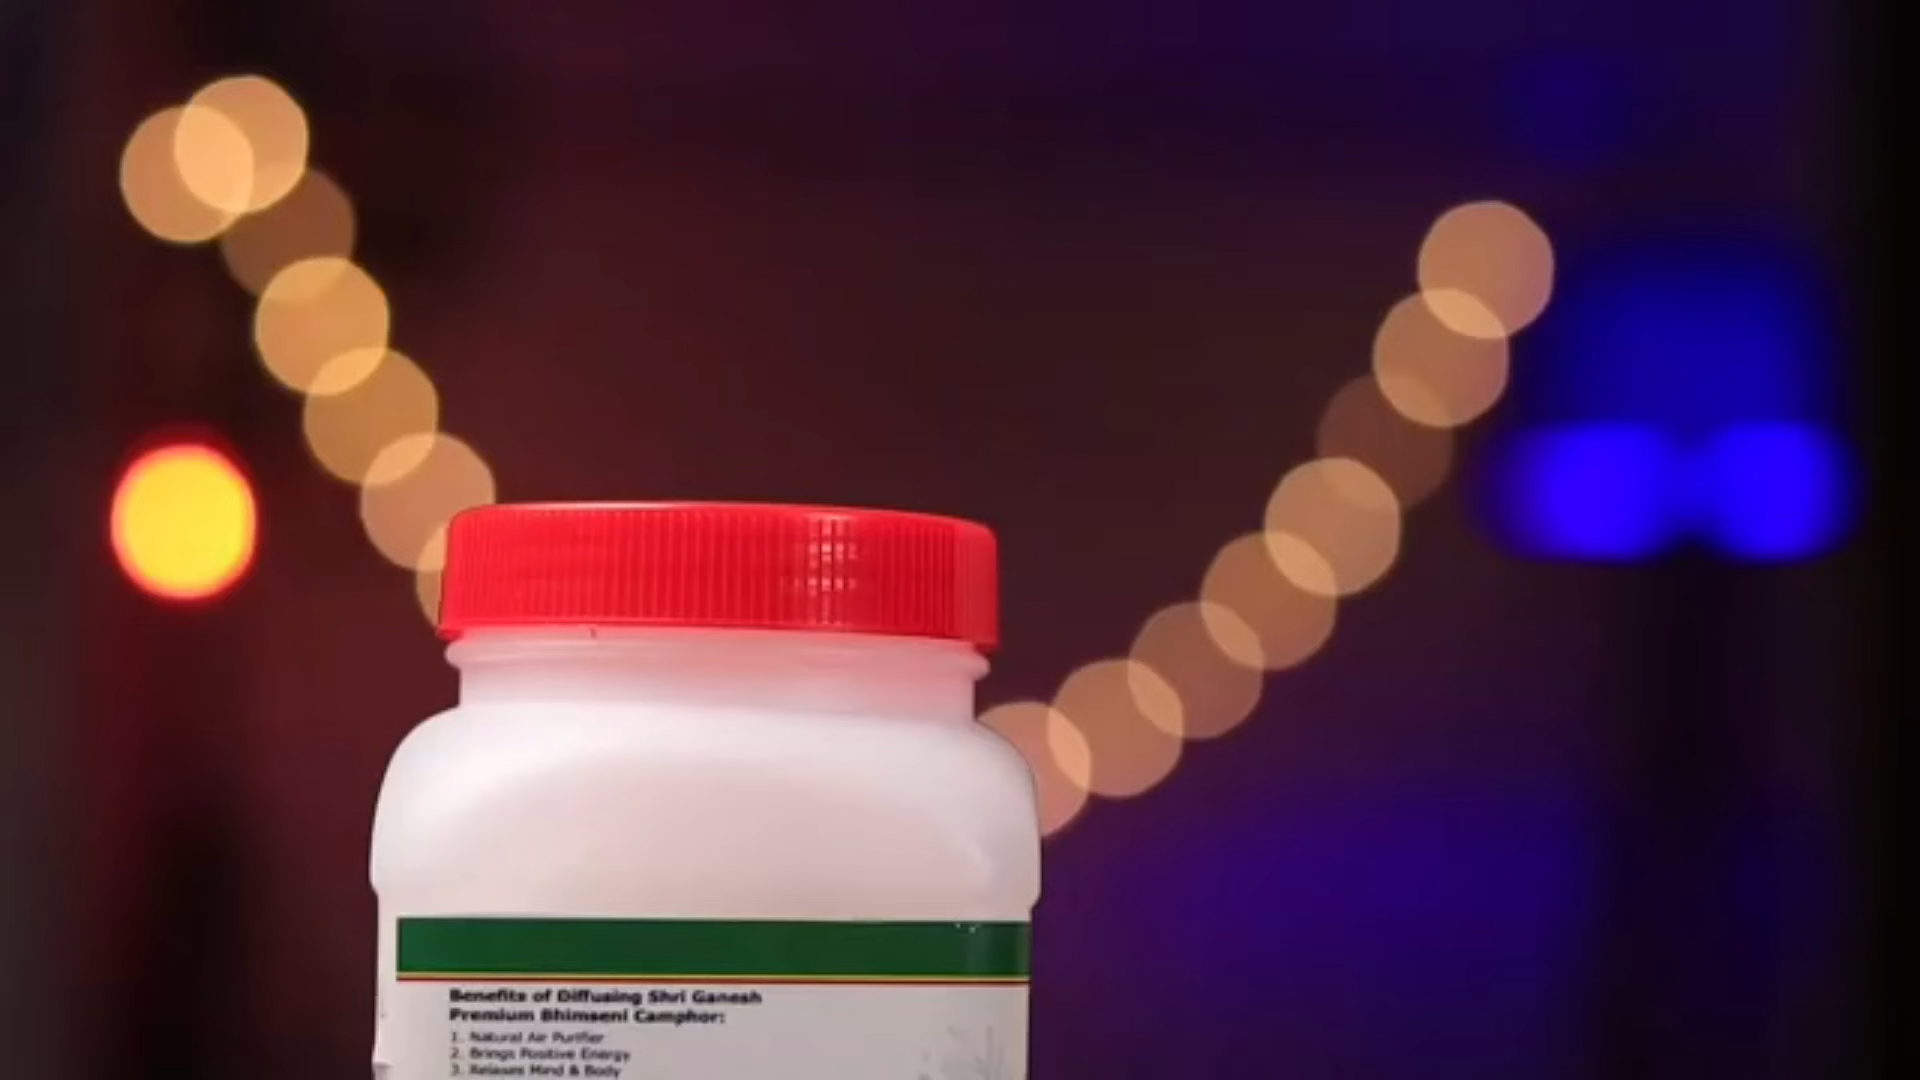 Benefits of Diffusing Shri Ganesh
Premium Bhimseni Camphor:
1. Natural Air Purifier
2. Brings Positive Energy
3. Relaxes Mind & Body